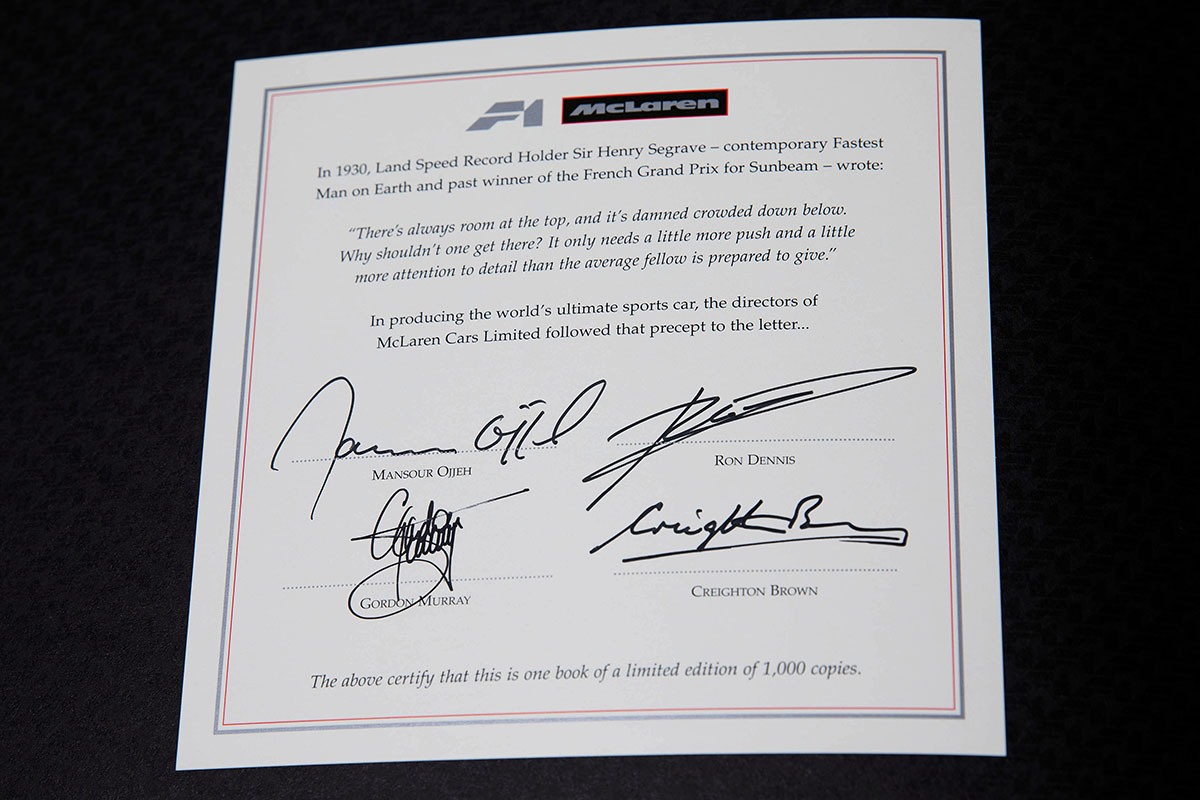 F1 McLaren
In 1930, Land Speed Record Holder Sir Henry Segrave – contemporary Fastest
Man on Earth and past winner of the French Grand Prix for Sunbeam – wrote:
“There's always room at the top, and it's damned crowded down below.
Why shouldn't one get there? It only needs a little more push and a little
more attention to detail than the average fellow is prepared to give.”
In producing the world's ultimate sports car, the directors of
McLaren Cars Limited followed that precept to the letter...
Mansour Ojjeh
Ron Dennis
Creight B
Gordon Murray
Creighton Brown
The above certify that this is one book of a limited edition of 1,000 copies.